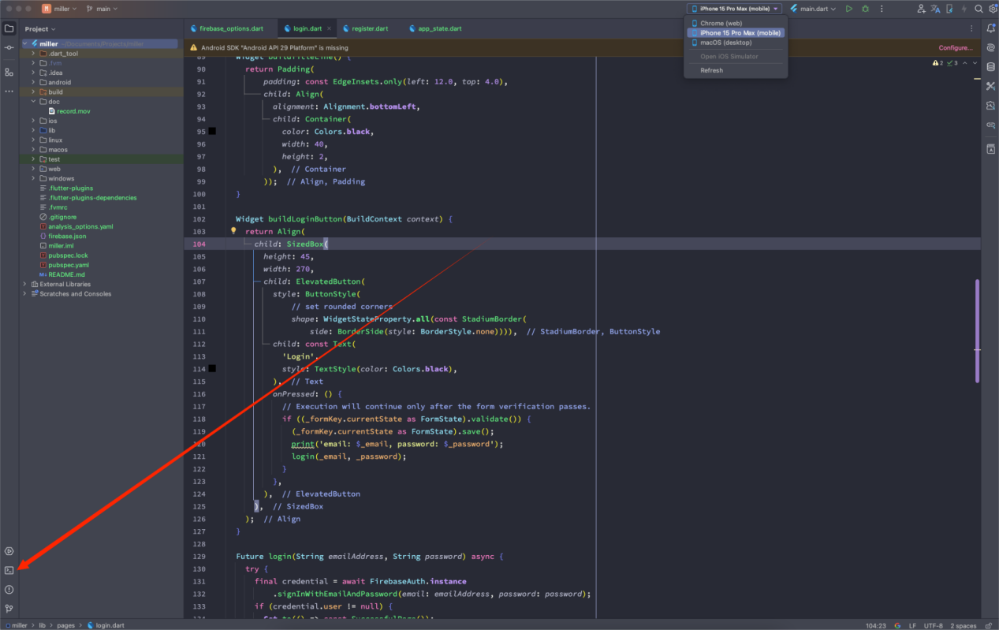 M miller
main
iPhone 15 Pro Max (mobile)
main.dart
Chrome (web)
iPhone 15 Pro Max (mobile)
macOS (desktop)
Open iOS Simulator
Refresh
Project
miller ~/Documents/Projects/miller
.dart_tool
.fvm
.idea
android
build
doc
record.mov
ios
lib
linux
macos
test
web
windows
.flutter-plugins
.flutter-plugins-dependencies
.fvmrc
.gitignore
analysis_options.yaml
firebase.json
miller.iml
pubspec.lock
pubspec.yaml
README.md
External Libraries
Scratches and Consoles
firebase_options.dart
login.dart
register.dart
app_state.dart
Android SDK "Android API 29 Platform" is missing
Configure...
2 3
89 Widget buildTitleLine() {
90 return Padding(
91 padding: const EdgeInsets.only(left: 12.0, top: 4.0),
92 child: Align(
93 alignment: Alignment.bottomLeft,
94 child: Container(
95 color: Colors.black,
96 width: 40,
97 height: 2,
98 ), // Container
99 )); // Align, Padding
100 }
101
102 Widget buildLoginButton(BuildContext context) {
103 return Align(
104 child: SizedBox(
105 height: 45,
106 width: 270,
107 child: ElevatedButton(
108 style: ButtonStyle(
109 // set rounded corners
110 shape: WidgetStateProperty.all(const StadiumBorder(
111 side: BorderSide(style: BorderStyle.none)))), // StadiumBorder, ButtonStyle
112 child: const Text(
113 'Login',
114 style: TextStyle(color: Colors.black),
115 ), // Text
116 onPressed: () {
117 // Execution will continue only after the form verification passes.
118 if ((_formKey.currentState as FormState).validate()) {
119 (_formKey.currentState as FormState).save();
120 print('email: $_email, password: $_password');
121 login(_email, _password);
122 }
123 },
124 ), // ElevatedButton
125 ), // SizedBox
126 ); // Align
127 }
128
129 Future login(String emailAddress, String password) async {
130 try {
131 final credential = await FirebaseAuth.instance
132 .signInWithEmailAndPassword(email: emailAddress, password: password);
133 if (credential.user != null) {
134 Get.to(() => const SuccessfulPage());
miller > lib > pages > login.dart
104:23 LF UTF-8 2 spaces